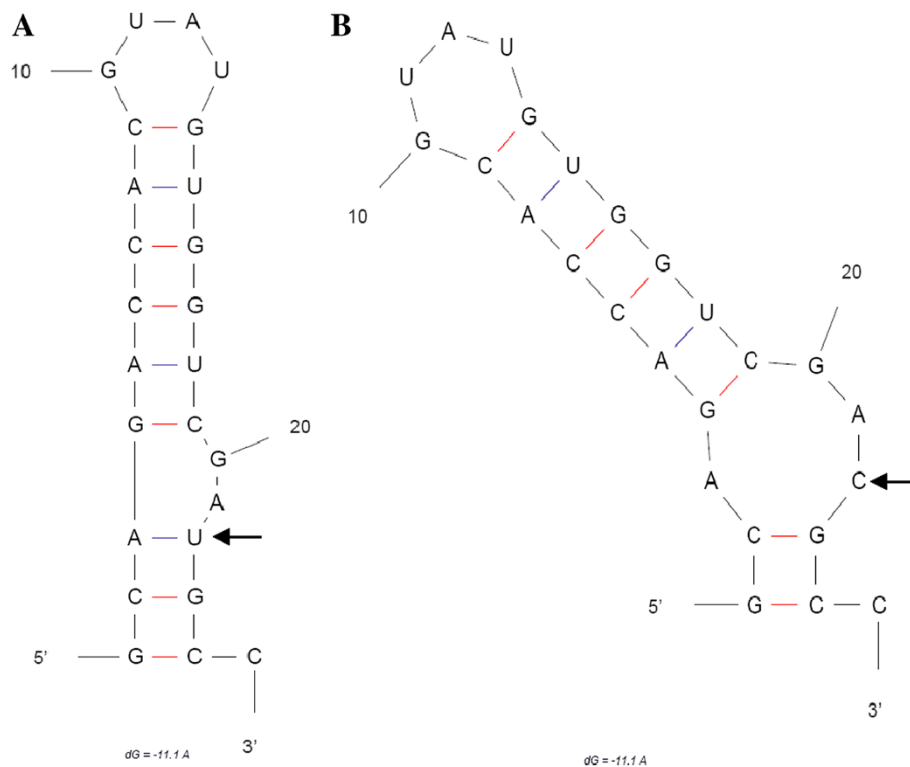 A
U A
10 G U
C G
A U
C G
C G
A U
G C
G 20
A
A U
C G
5' G C C
3'
dG = -11.1 A
B
A U
U
G
G C U
10 A G
C G
20
C U
A C G
G A
A C
C G
5' G C C
3'
dG = -11.1 A